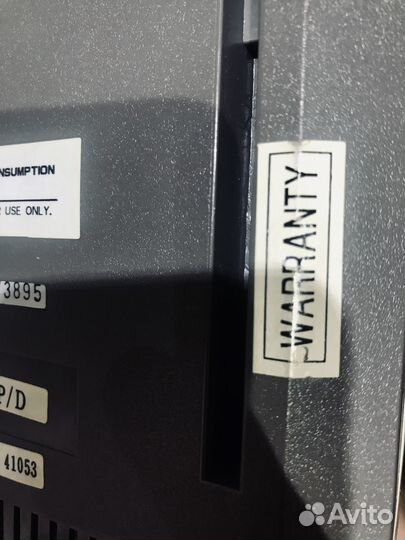 NSUMPTION
R USE ONLY.
WARRANTY
3895
P/D
41053
Avito